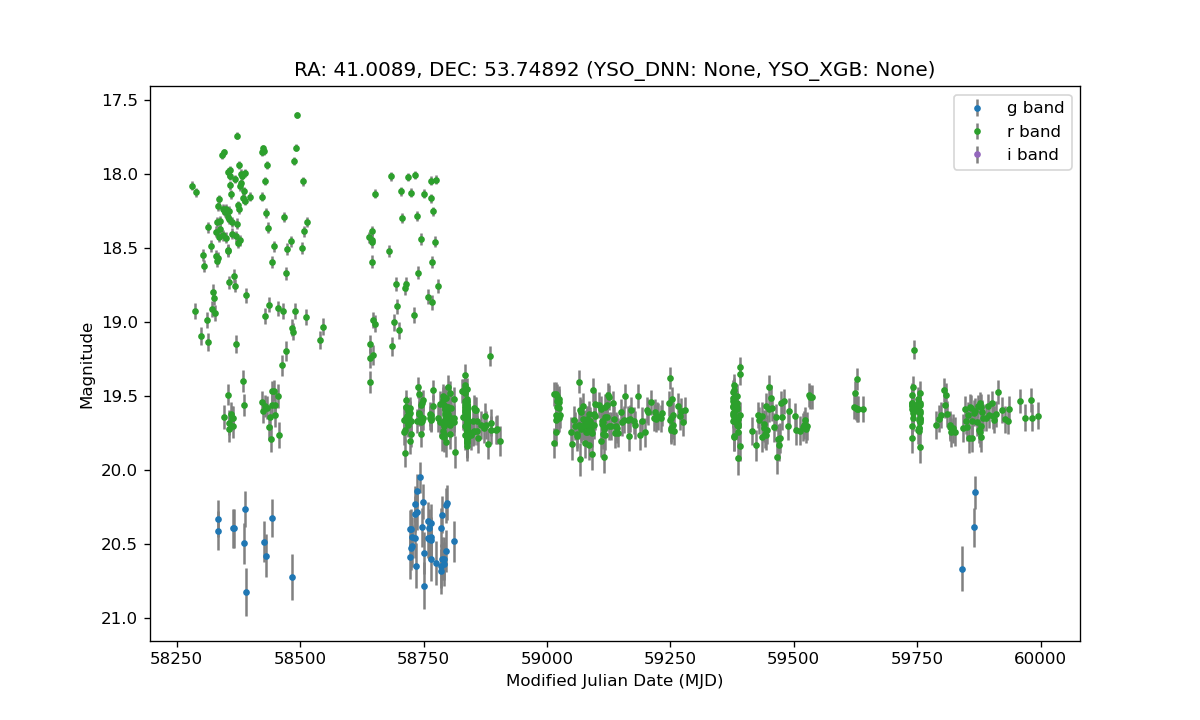 RA: 41.0089, DEC: 53.74892 (YSO_DNN: None, YSO_XGB: None)
g band
r band
i band
17.5
18.0
18.5
19.0
19.5
20.0
20.5
21.0
Magnitude
58250
58500
58750
59000
59250
59500
59750
60000
Modified Julian Date (MJD)